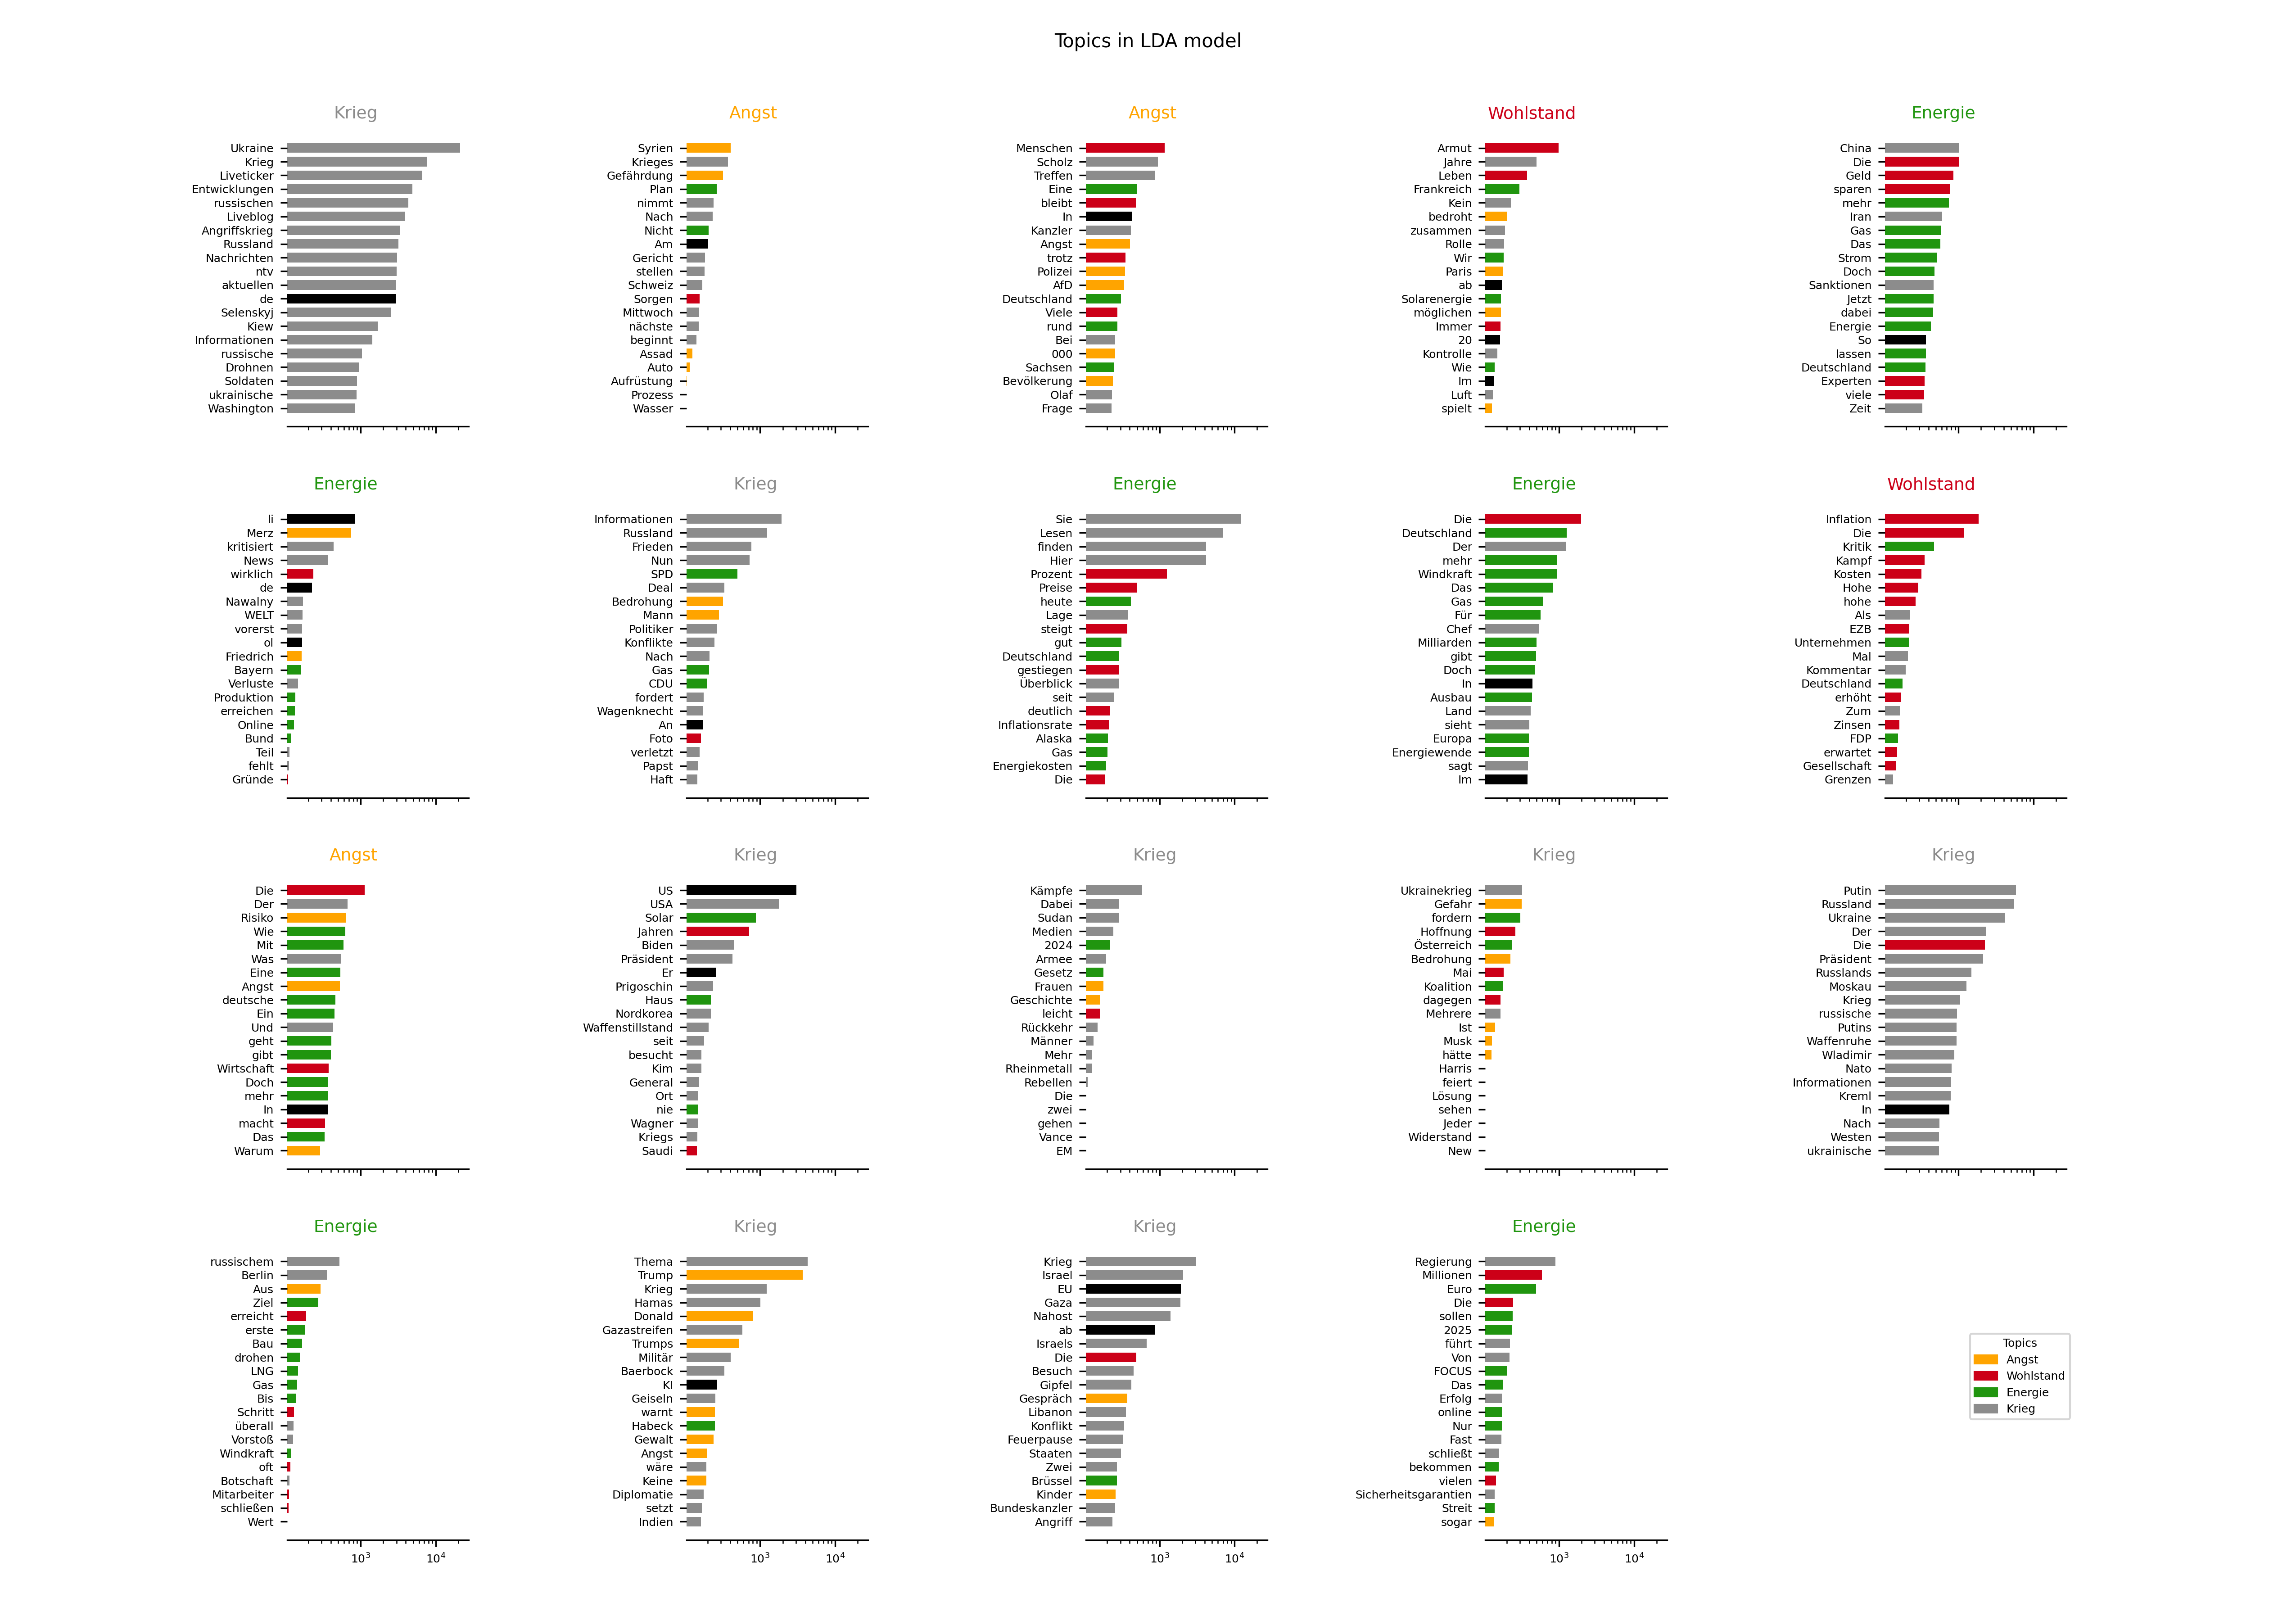 Topics in LDA model
Krieg
Ukraine
Krieg
Liveticker
Entwicklungen
russischen
Liveblog
Angriffskrieg
Russland
Nachrichten
ntv
aktuellen
de
Selenskyj
Kiew
Informationen
russische
Drohnen
Soldaten
ukrainische
Washington
Angst
Syrien
Krieges
Gefährdung
Plan
nimmt
Nach
Nicht
Am
Gericht
stellen
Schweiz
Sorgen
Mittwoch
nächste
beginnt
Assad
Auto
Aufrüstung
Prozess
Wasser
Angst
Menschen
Scholz
Treffen
Eine
bleibt
In
Kanzler
Angst
trotz
Polizei
AfD
Deutschland
Viele
rund
Bei
000
Sachsen
Bevölkerung
Olaf
Frage
Wohlstand
Armut
Jahre
Leben
Frankreich
Kein
bedroht
zusammen
Rolle
Wir
Paris
ab
Solarenergie
möglichen
Immer
20
Kontrolle
Wie
Im
Luft
spielt
Energie
China
Die
Geld
sparen
mehr
Iran
Gas
Das
Strom
Doch
Sanktionen
Jetzt
dabei
Energie
So
lassen
Deutschland
Experten
viele
Zeit
Energie
li
Merz
kritisiert
News
wirklich
de
Nawalny
WELT
vorerst
ol
Friedrich
Bayern
Verluste
Produktion
erreichen
Online
Bund
Teil
fehlt
Gründe
Krieg
Informationen
Russland
Frieden
Nun
SPD
Deal
Bedrohung
Mann
Politiker
Konflikte
Nach
Gas
CDU
fordert
Wagenknecht
An
Foto
verletzt
Papst
Haft
Energie
Sie
Lesen
finden
Hier
Prozent
Preise
heute
Lage
steigt
gut
Deutschland
gestiegen
Überblick
seit
deutlich
Inflationsrate
Alaska
Gas
Energiekosten
Die
Energie
Die
Deutschland
Der
mehr
Windkraft
Das
Gas
Für
Chef
Milliarden
gibt
Doch
In
Ausbau
Land
sieht
Europa
Energiewende
sagt
Im
Wohlstand
Inflation
Die
Kritik
Kampf
Kosten
Hohe
hohe
Als
EZB
Unternehmen
Mal
Kommentar
Deutschland
erhöht
Zum
Zinsen
FDP
erwartet
Gesellschaft
Grenzen
Angst
Die
Der
Risiko
Wie
Mit
Was
Eine
Angst
deutsche
Ein
Und
geht
gibt
Wirtschaft
Doch
mehr
In
macht
Das
Warum
Krieg
US
USA
Solar
Jahren
Biden
Präsident
Er
Prigoschin
Haus
Nordkorea
Waffenstillstand
seit
besucht
Kim
General
Ort
nie
Wagner
Kriegs
Saudi
Krieg
Kämpfe
Dabei
Sudan
Medien
2024
Armee
Gesetz
Frauen
Geschichte
leicht
Rückkehr
Männer
Mehr
Rheinmetall
Rebellen
Die
zwei
gehen
Vance
EM
Krieg
Ukrainekrieg
Gefahr
fordern
Hoffnung
Österreich
Bedrohung
Mai
Koalition
dagegen
Mehrere
Ist
Musk
hätte
Harris
feiert
Lösung
sehen
Jeder
Widerstand
New
Krieg
Putin
Russland
Ukraine
Der
Die
Präsident
Russlands
Moskau
Krieg
russische
Putins
Waffenruhe
Wladimir
Nato
Informationen
Kreml
In
Nach
Westen
ukrainische
Energie
russischem
Berlin
Aus
Ziel
erreicht
erste
Bau
drohen
LNG
Gas
Bis
Schritt
überall
Vorstoß
Windkraft
oft
Botschaft
Mitarbeiter
schließen
Wert
10³ 10⁴
Krieg
Thema
Trump
Krieg
Hamas
Donald
Gazastreifen
Trumps
Militär
Baerbock
KI
Geiseln
warnt
Habeck
Gewalt
Angst
wäre
Keine
Diplomatie
setzt
Indien
10³ 10⁴
Krieg
Krieg
Israel
EU
Gaza
Nahost
ab
Israels
Die
Besuch
Gipfel
Gespräch
Libanon
Konflikt
Feuerpause
Staaten
Zwei
Brüssel
Kinder
Bundeskanzler
Angriff
10³ 10⁴
Energie
Regierung
Millionen
Euro
Die
sollen
2025
führt
Von
FOCUS
Das
Erfolg
online
Nur
Fast
schließt
bekommen
vielen
Sicherheitsgarantien
Streit
sogar
10³ 10⁴
Topics
Angst
Wohlstand
Energie
Krieg